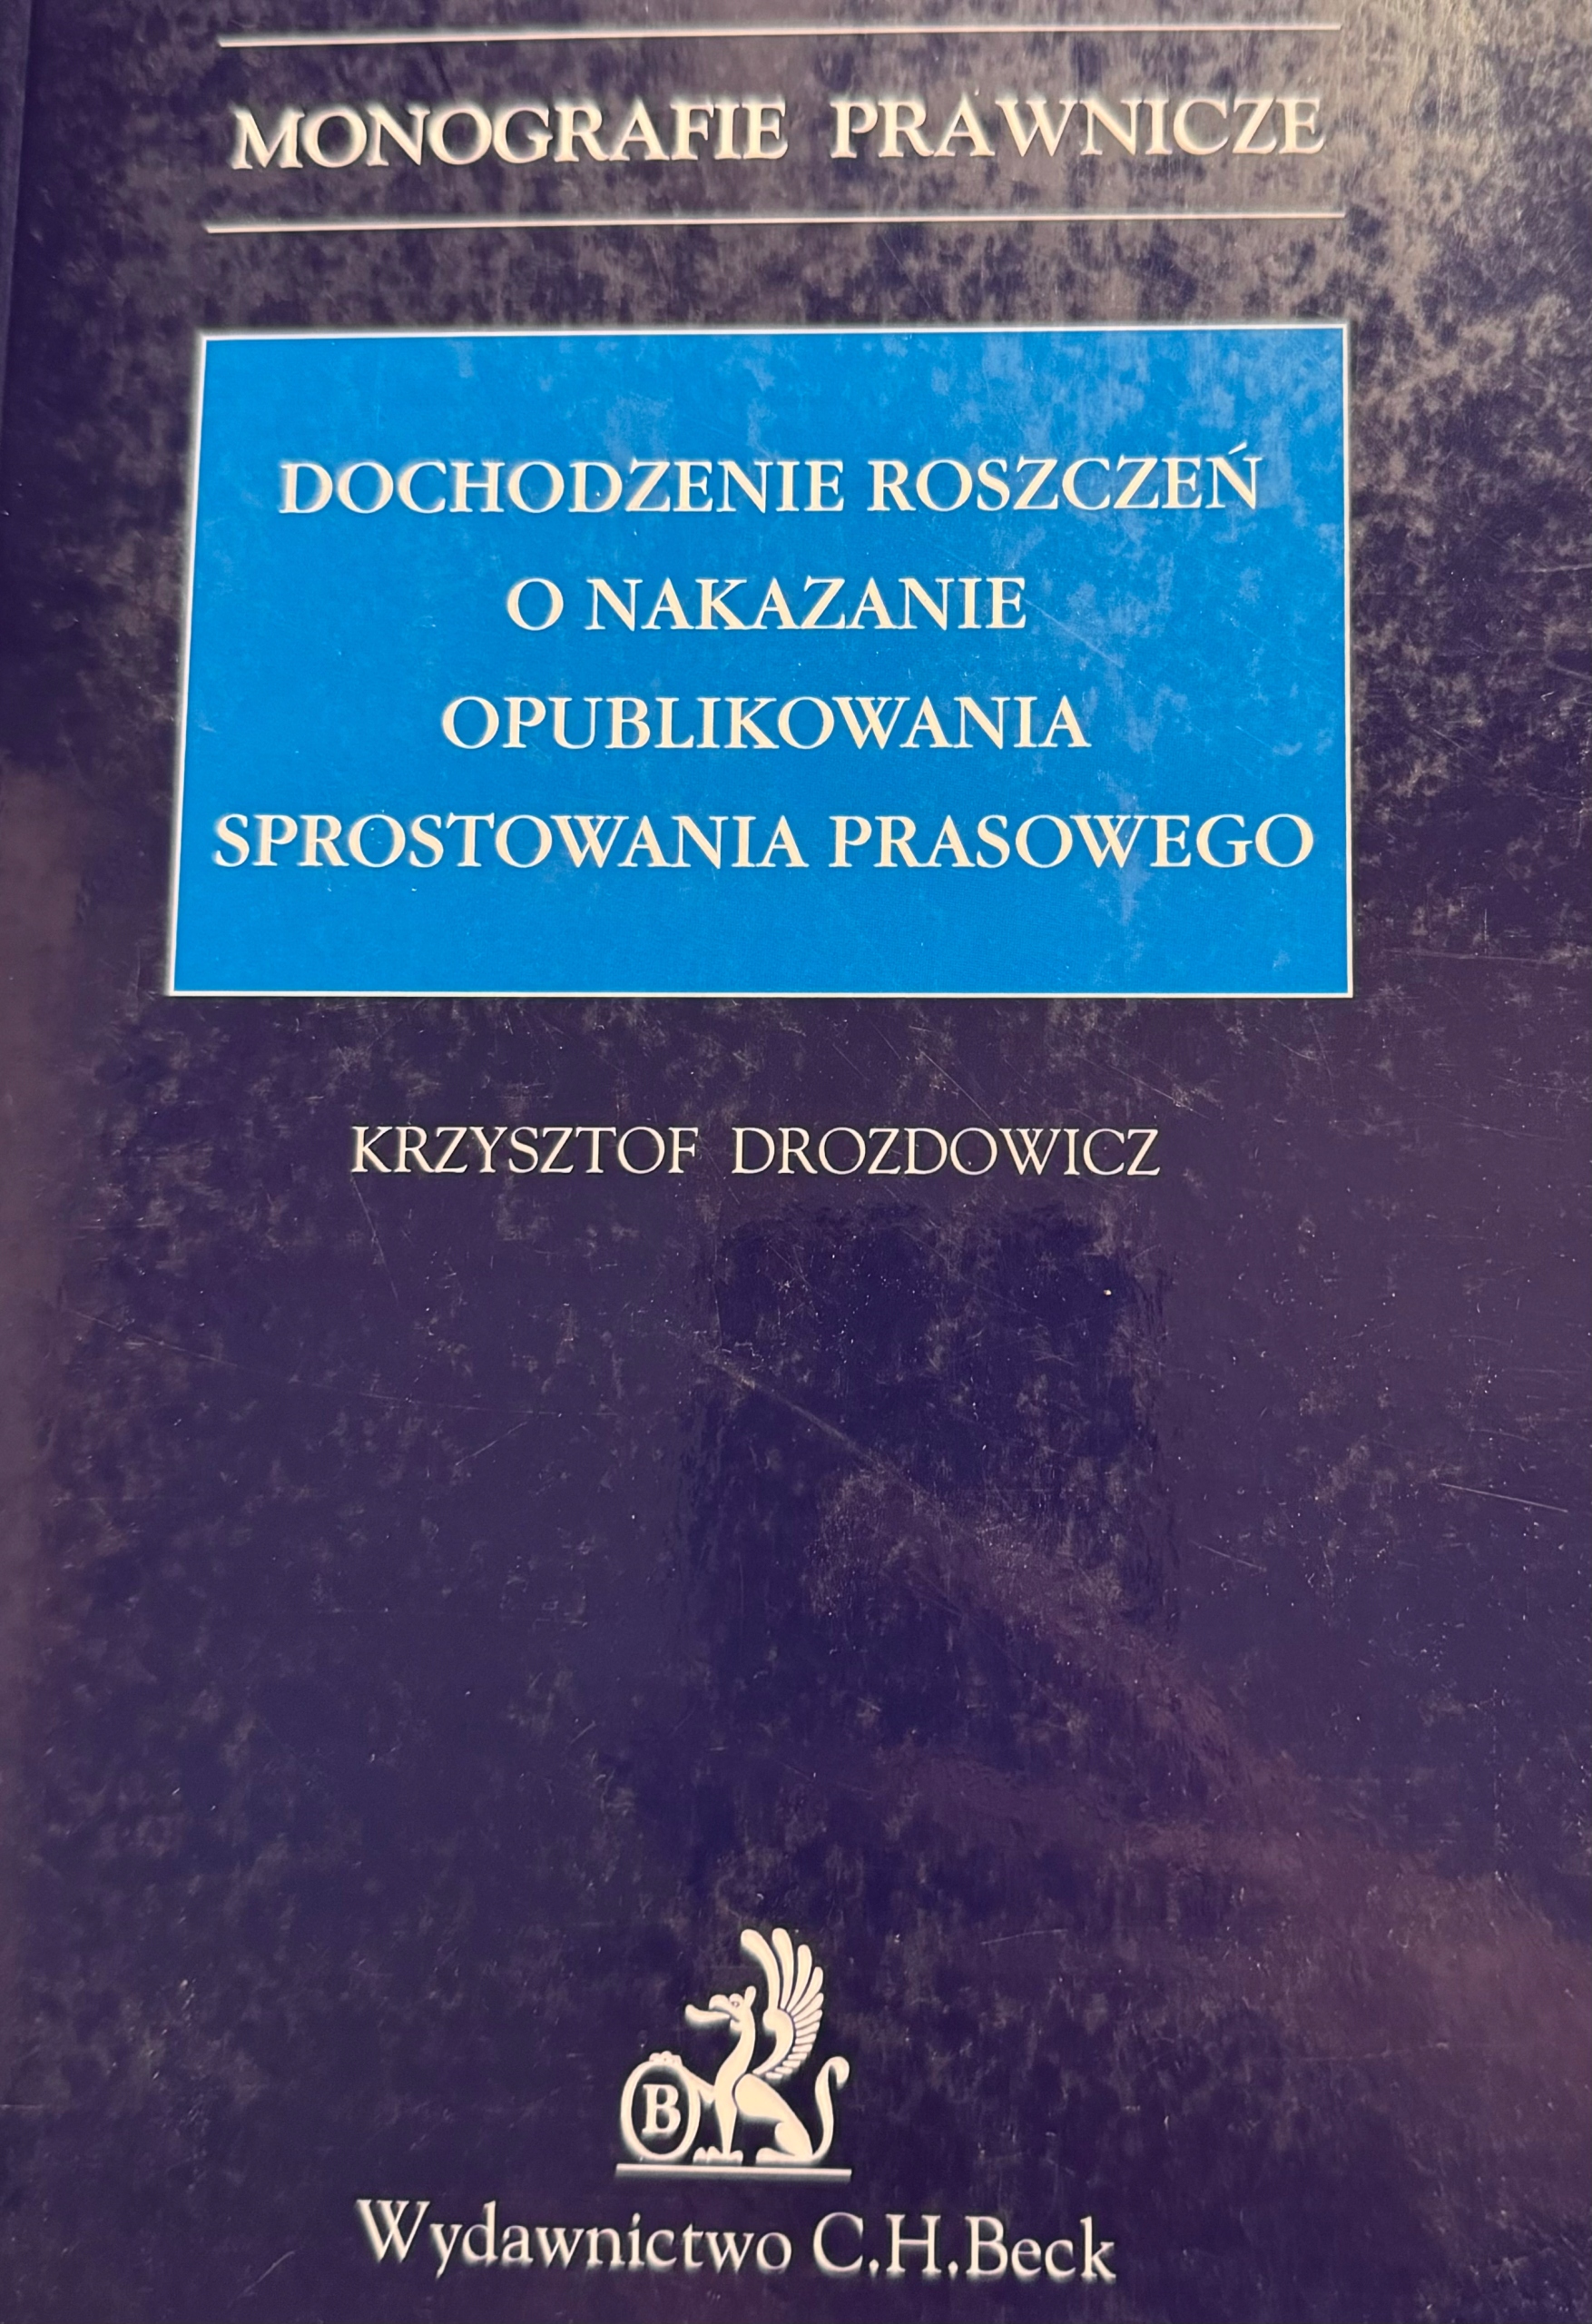 MONOGRAFIE PRAWNICZE
DOCHODZENIE ROSZCZEŃ
O NAKAZANIE
OPUBLIKOWANIA
SPROSTOWANIA PRASOWEGO
KRZYSZTOF DROZDOWICZ
B
Wydawnictwo C.H.Beck